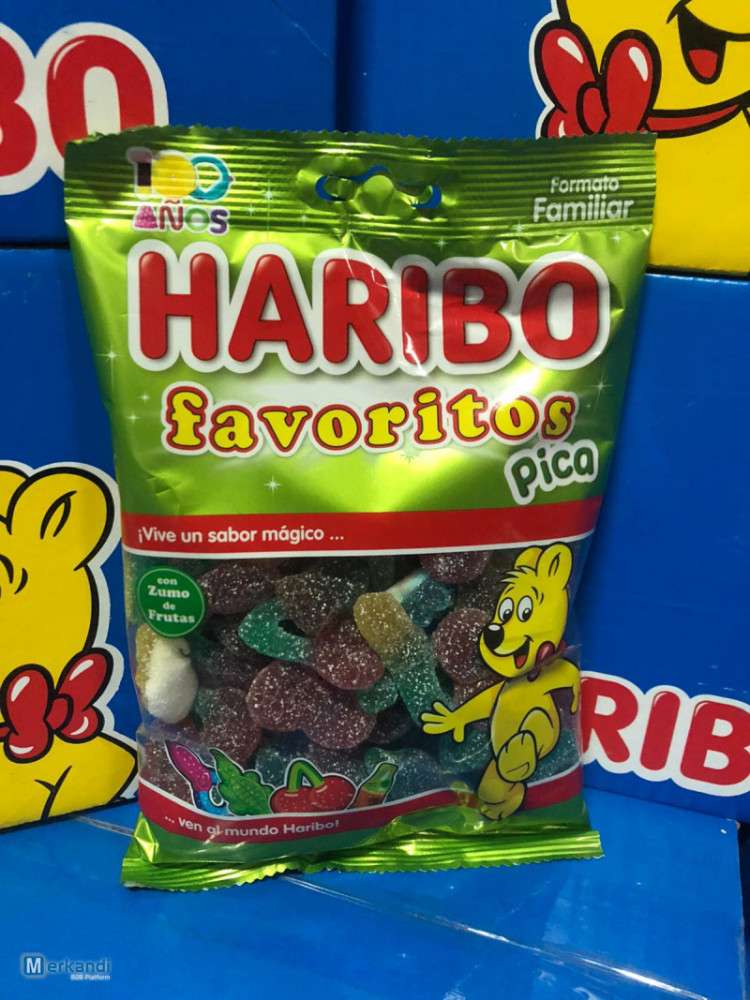 BO
100
AÑOS
Formato
Familiar
HARIBO
favoritos
Pica
¡Vive un sabor mágico ...
con
Zumo
de
Frutas
RIB
... ven al mundo Haribo!
Merkandi
B2B Platform